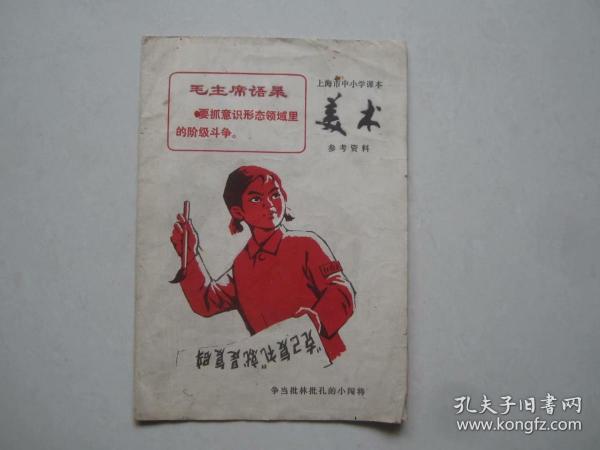 毛主席语录
要抓意识形态领域里
的阶级斗争。
上海市中小学课本
美术
参考资料
"克己复礼"就是复辟
争当批林批孔的小闯将
孔夫子旧书网
www.kongfz.com